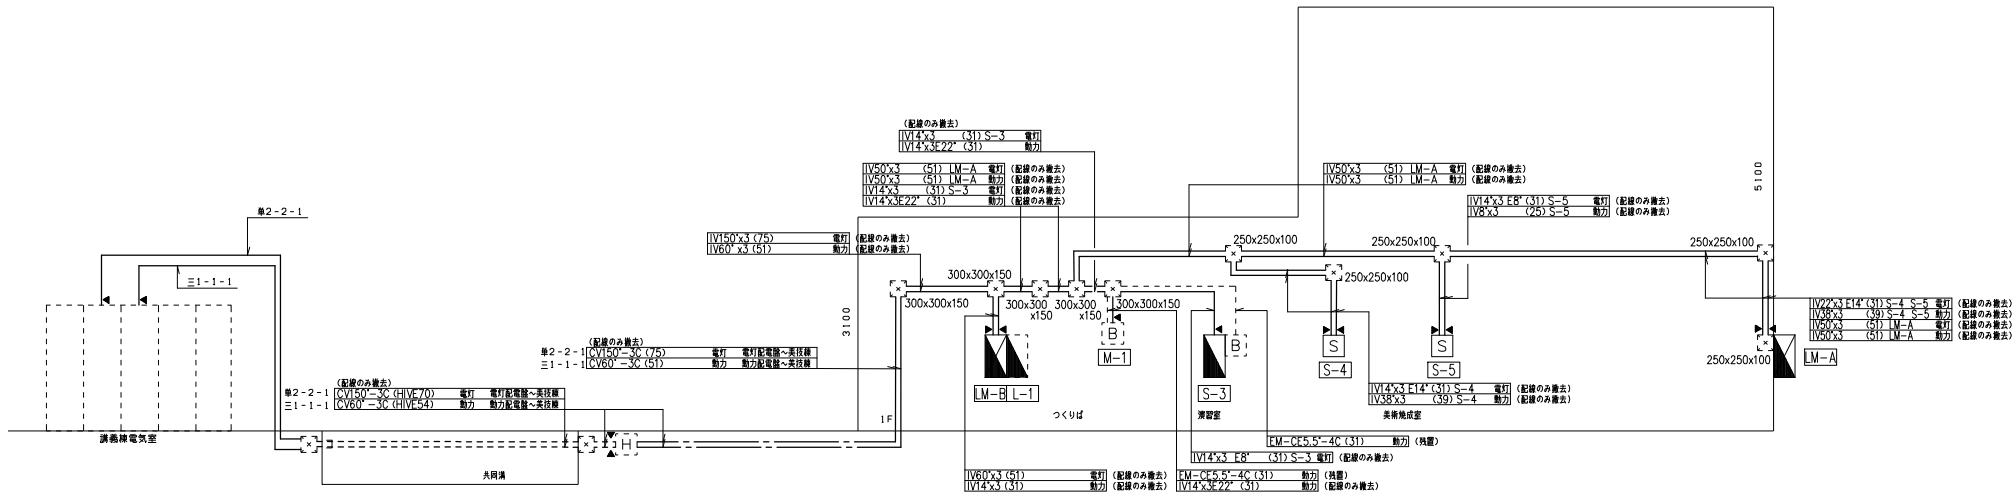 (配線のみ撤去)
IV14°x3 (31) S-3 電灯
IV14°x3E22° (31) 動力
IV50°x3 (51) LM-A 電灯 (配線のみ撤去)
IV50°x3 (51) LM-A 動力 (配線のみ撤去)
IV14°x3 (31) S-3 電灯 (配線のみ撤去)
IV14°x3E22° (31) 動力 (配線のみ撤去)
IV50°x3 (51) LM-A 電灯 (配線のみ撤去)
IV50°x3 (51) LM-A 動力 (配線のみ撤去)
5100
IV14°x3 E8° (31) S-5 電灯 (配線のみ撤去)
IV8°x3 (25) S-5 動力 (配線のみ撤去)
単2-2-1
IV150°x3 (75) 電灯 (配線のみ撤去)
IV60°x3 (51) 動力 (配線のみ撤去)
250x250x100
250x250x100
250x250x100
三1-1-1
300x300x150
250x250x100
300x300x150
300x300
x150
300x300
x150
300x300x150
3100
IV22°x3 E14° (31) S-4 S-5 電灯 (配線のみ撤去)
IV38°x3 (39) S-4 S-5 動力 (配線のみ撤去)
IV50°x3 (51) LM-A 電灯 (配線のみ撤去)
IV50°x3 (51) LM-A 動力 (配線のみ撤去)
B
B
S
S
(配線のみ撤去)
単2-2-1 CV150°-3C (75) 電灯 電灯配電盤～美技棟
三1-1-1 CV60°-3C (51) 動力 動力配電盤～美技棟
M-1
250x250x100
LM-A
S-4
S-5
(配線のみ撤去)
単2-2-1 CV150°-3C (HIVE70) 電灯 電灯配電盤～美技棟
三1-1-1 CV60°-3C (HIVE54) 動力 動力配電盤～美技棟
LM-B
L-1
S-3
IV14°x3 E14° (31) S-4 電灯 (配線のみ撤去)
IV38°x3 (39) S-4 動力 (配線のみ撤去)
1F
つくりば
演習室
美術焼成室
講義棟電気室
H
EM-CE5.5°-4C (31) 動力 (残置)
IV14°x3 E8° (31) S-3 電灯 (配線のみ撤去)
共同溝
IV60°x3 (51) 電灯 (配線のみ撤去)
IV14°x3 (31) 動力 (配線のみ撤去)
EM-CE5.5°-4C (31) 動力 (残置)
IV14°x3E22° (31) 動力 (配線のみ撤去)